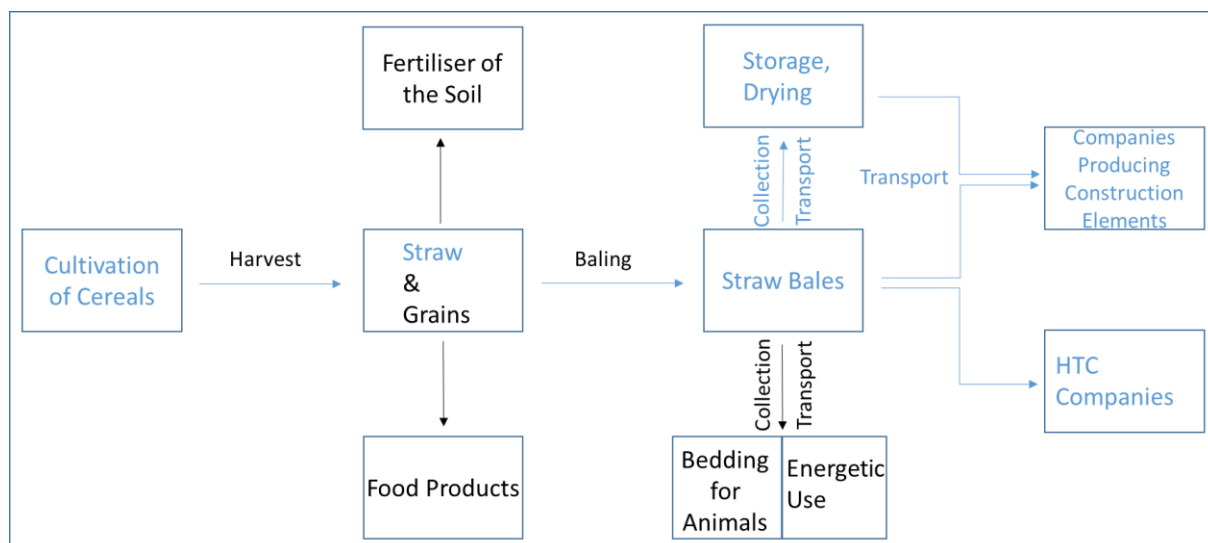 Fertiliser of
the Soil
Storage,
Drying
Collection
Transport
Companies
Producing
Construction
Elements
Transport
Cultivation
of Cereals
Harvest
Straw
&
Grains
Baling
Straw Bales
HTC
Companies
Collection
Transport
Food Products
Bedding
for
Animals
Energetic
Use